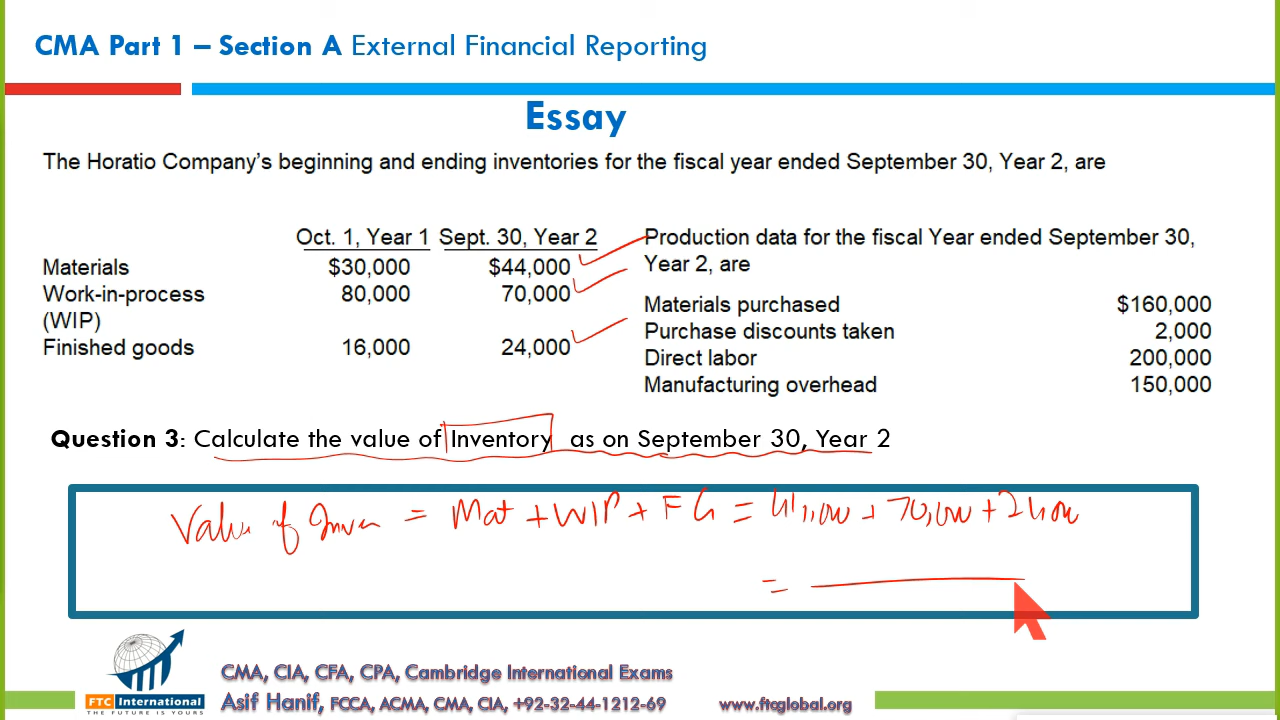 CMA Part 1 – Section A External Financial Reporting
Essay
The Horatio Company's beginning and ending inventories for the fiscal year ended September 30, Year 2, are
Oct. 1, Year 1 Sept. 30, Year 2
Materials $30,000 $44,000
Work-in-process 80,000 70,000
(WIP)
Finished goods 16,000 24,000
Production data for the fiscal Year ended September 30,
Year 2, are
Materials purchased $160,000
Purchase discounts taken 2,000
Direct labor 200,000
Manufacturing overhead 150,000
Question 3: Calculate the value of Inventory as on September 30, Year 2
Value of Inven = Mat + WIP + FG = 44,000 + 70,000 + 24,000
=
FTC International
THE FUTURE IS YOURS
CMA, CIA, CFA, CPA, Cambridge International Exams
Asif Hanif, FCCA, ACMA, CMA, CIA, +92-32-44-1212-69 www.ftcglobal.org